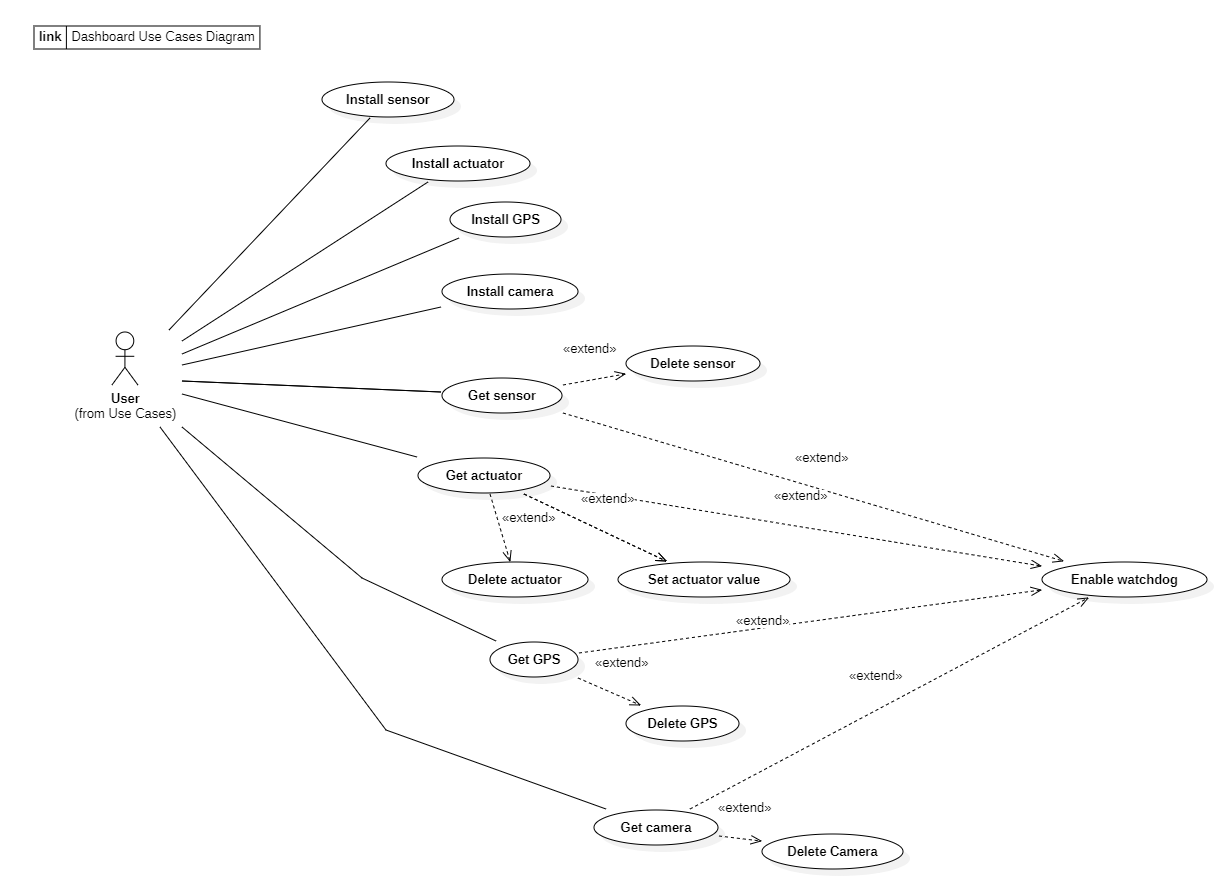 link Dashboard Use Cases Diagram
Install sensor
Install actuator
Install GPS
Install camera
«extend»
Delete sensor
Get sensor
User
(from Use Cases)
«extend»
Get actuator
«extend»
«extend»
«extend»
Delete actuator
Set actuator value
Enable watchdog
«extend»
Get GPS
«extend»
«extend»
Delete GPS
«extend»
Get camera
Delete Camera